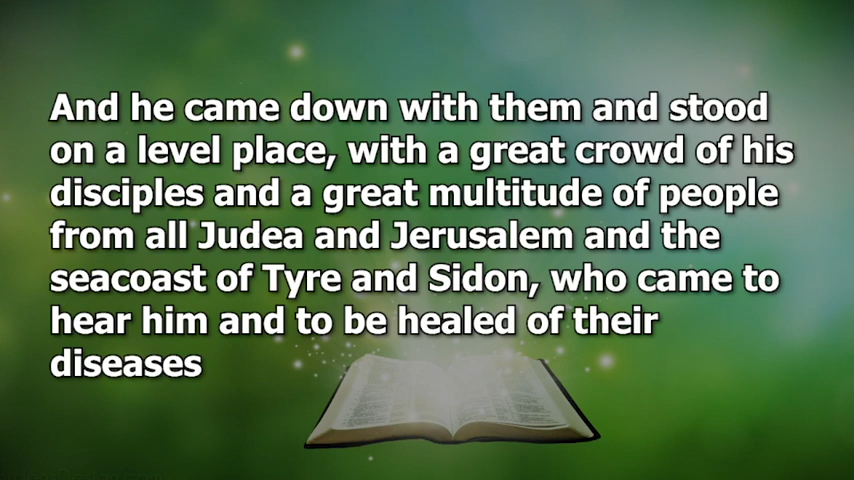 And he came down with them and stood
on a level place, with a great crowd of his
disciples and a great multitude of people
from all Judea and Jerusalem and the
seacoast of Tyre and Sidon, who came to
hear him and to be healed of their
diseases